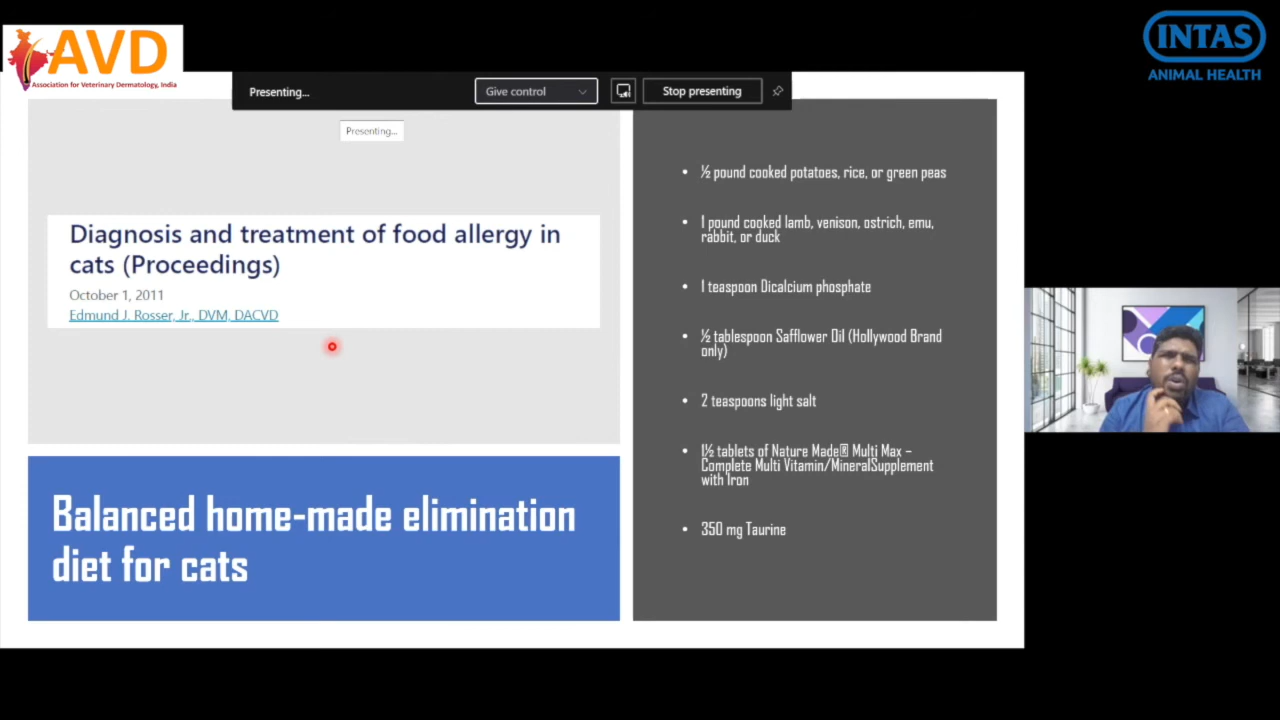 AVD
Association for Veterinary Dermatology, India
INTAS
ANIMAL HEALTH
Presenting...
Give control
Stop presenting
Presenting...
Diagnosis and treatment of food allergy in
cats (Proceedings)
October 1, 2011
Edmund J. Rosser, Jr., DVM, DACVD
Balanced home-made elimination
diet for cats
• ½ pound cooked potatoes, rice, or green peas
• 1 pound cooked lamb, venison, ostrich, emu,
rabbit, or duck
• 1 teaspoon Dicalcium phosphate
• ½ tablespoon Safflower Oil (Hollywood Brand
only)
• 2 teaspoons light salt
• 1½ tablets of Nature Made® Multi Max –
Complete Multi Vitamin/MineralSupplement
with Iron
• 350 mg Taurine